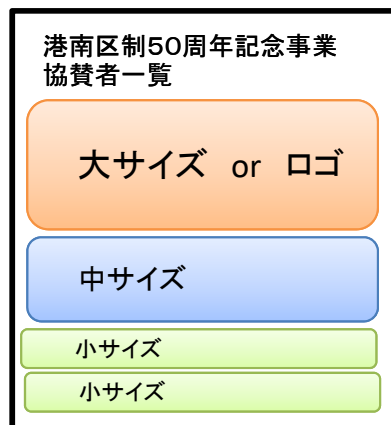 港南区制50周年記念事業
協賛者一覧
大サイズ or ロゴ
中サイズ
小サイズ
小サイズ